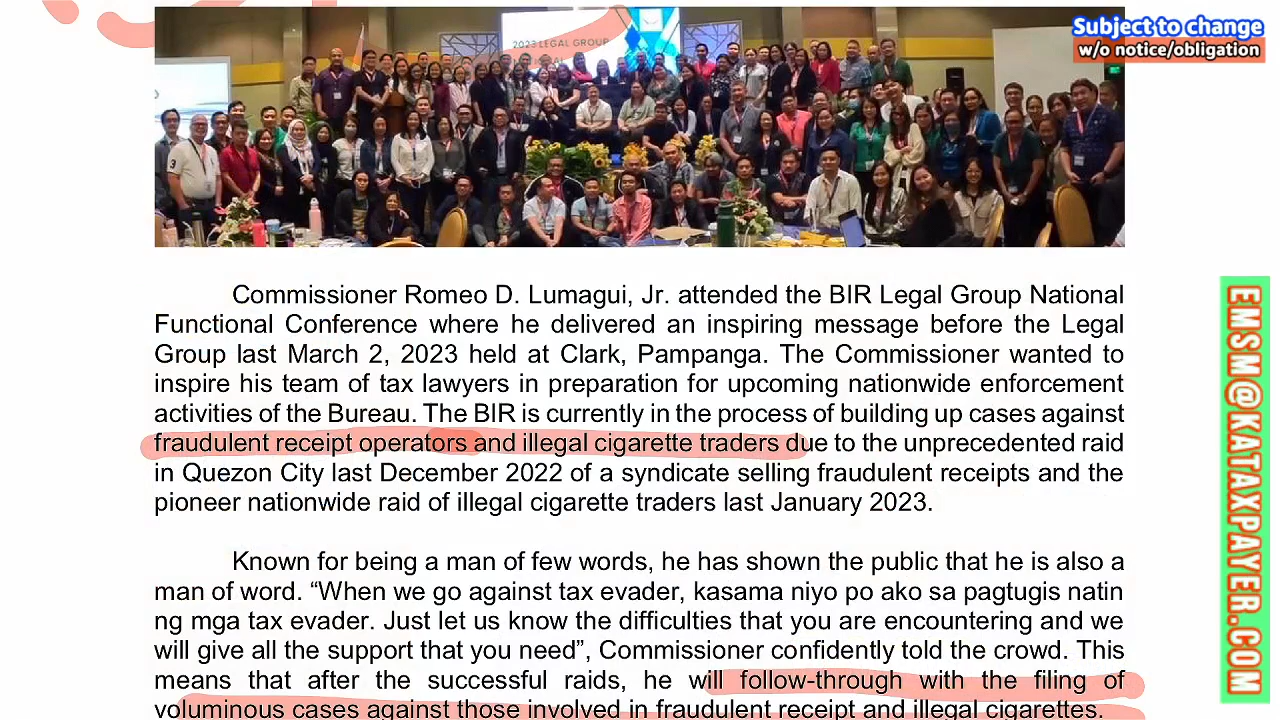 2023 LEGAL GROUP
Subject to change
w/o notice/obligation
Commissioner Romeo D. Lumagui, Jr. attended the BIR Legal Group National
Functional Conference where he delivered an inspiring message before the Legal
Group last March 2, 2023 held at Clark, Pampanga. The Commissioner wanted to
inspire his team of tax lawyers in preparation for upcoming nationwide enforcement
activities of the Bureau. The BIR is currently in the process of building up cases against
fraudulent receipt operators and illegal cigarette traders due to the unprecedented raid
in Quezon City last December 2022 of a syndicate selling fraudulent receipts and the
pioneer nationwide raid of illegal cigarette traders last January 2023.
Known for being a man of few words, he has shown the public that he is also a
man of word. “When we go against tax evader, kasama niyo po ako sa pagtugis natin
ng mga tax evader. Just let us know the difficulties that you are encountering and we
will give all the support that you need”, Commissioner confidently told the crowd. This
means that after the successful raids, he will follow-through with the filing of
voluminous cases against those involved in fraudulent receipt and illegal cigarettes.
EMSM@KATAXPAYER.COM